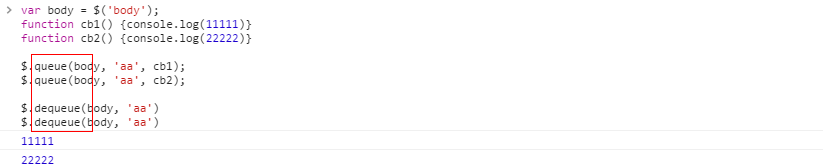 > var body = $('body');
function cb1() {console.log(11111)}
function cb2() {console.log(22222)}
$.queue(body, 'aa', cb1);
$.queue(body, 'aa', cb2);
$.dequeue(body, 'aa')
$.dequeue(body, 'aa')
11111
22222